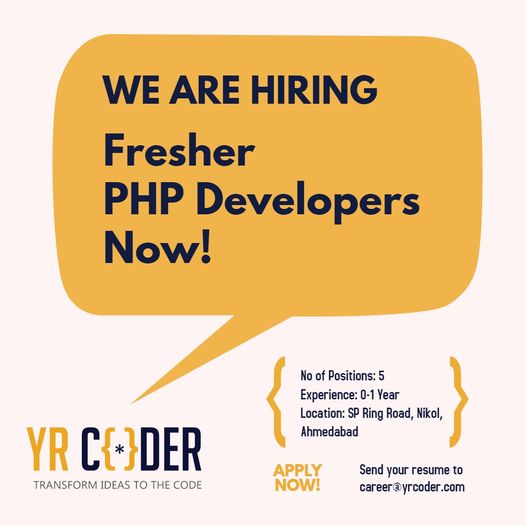 WE ARE HIRING
Fresher
PHP Developers
Now!
No of Positions: 5
Experience: 0-1 Year
Location: SP Ring Road, Nikol,
Ahmedabad
YR C{*}DER
TRANSFORM IDEAS TO THE CODE
APPLY
NOW!
Send your resume to
career@yrcoder.com